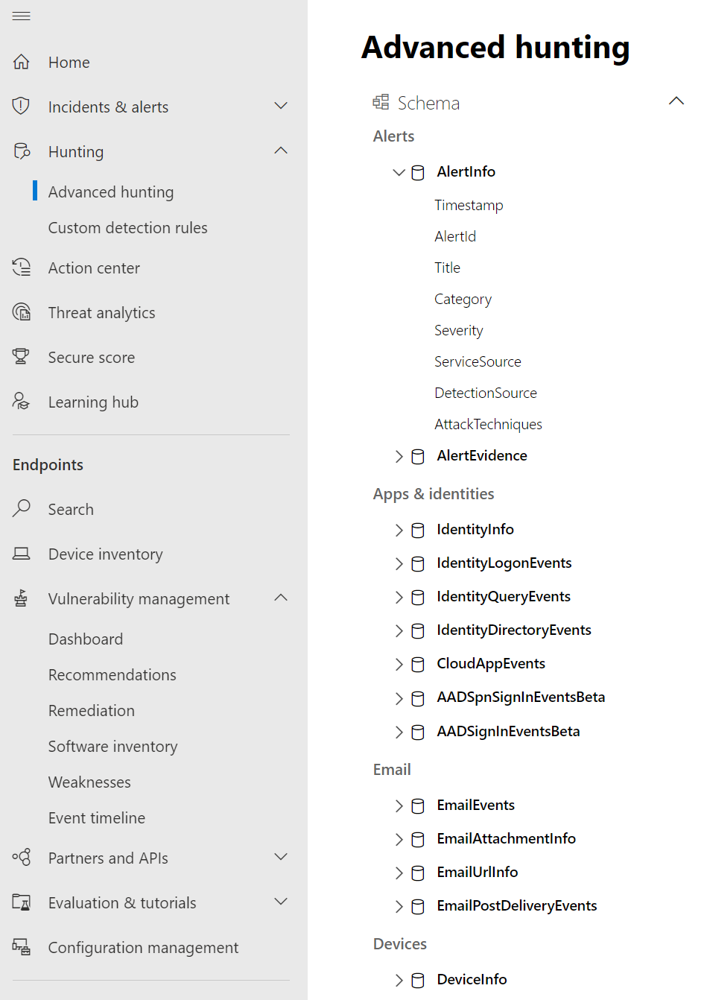 Home
Incidents & alerts
Hunting
Advanced hunting
Custom detection rules
Action center
Threat analytics
Secure score
Learning hub
Endpoints
Search
Device inventory
Vulnerability management
Dashboard
Recommendations
Remediation
Software inventory
Weaknesses
Event timeline
Partners and APIs
Evaluation & tutorials
Configuration management
Advanced hunting
Schema
Alerts
AlertInfo
Timestamp
AlertId
Title
Category
Severity
ServiceSource
DetectionSource
AttackTechniques
AlertEvidence
Apps & identities
IdentityInfo
IdentityLogonEvents
IdentityQueryEvents
IdentityDirectoryEvents
CloudAppEvents
AADSpnSignInEventsBeta
AADSignInEventsBeta
Email
EmailEvents
EmailAttachmentInfo
EmailUrlInfo
EmailPostDeliveryEvents
Devices
DeviceInfo